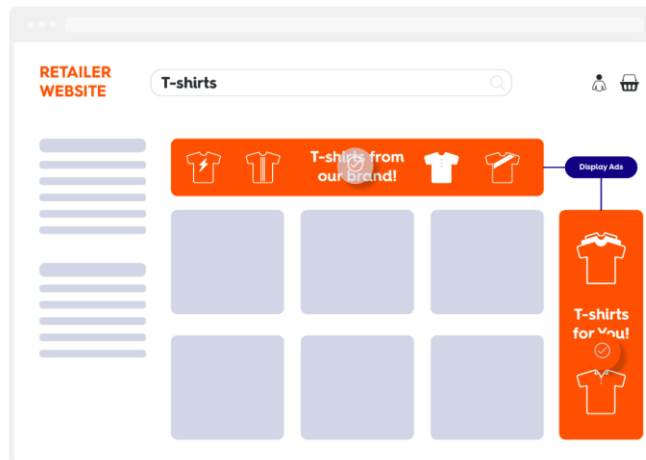 RETAILER
WEBSITE
T-shirts
T-shirts from
our brand!
Display Ads
T-shirts
for You!